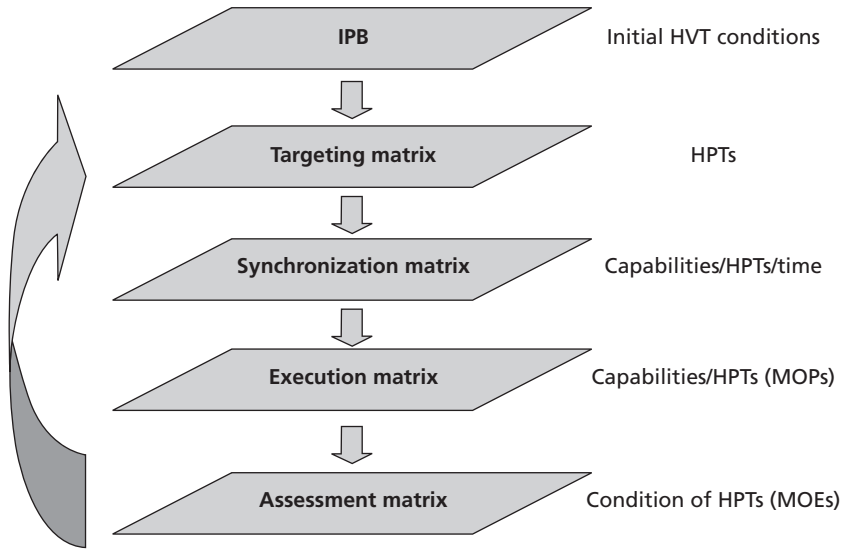 IPB
Initial HVT conditions
Targeting matrix
HPTs
Synchronization matrix
Capabilities/HPTs/time
Execution matrix
Capabilities/HPTs (MOPs)
Assessment matrix
Condition of HPTs (MOEs)